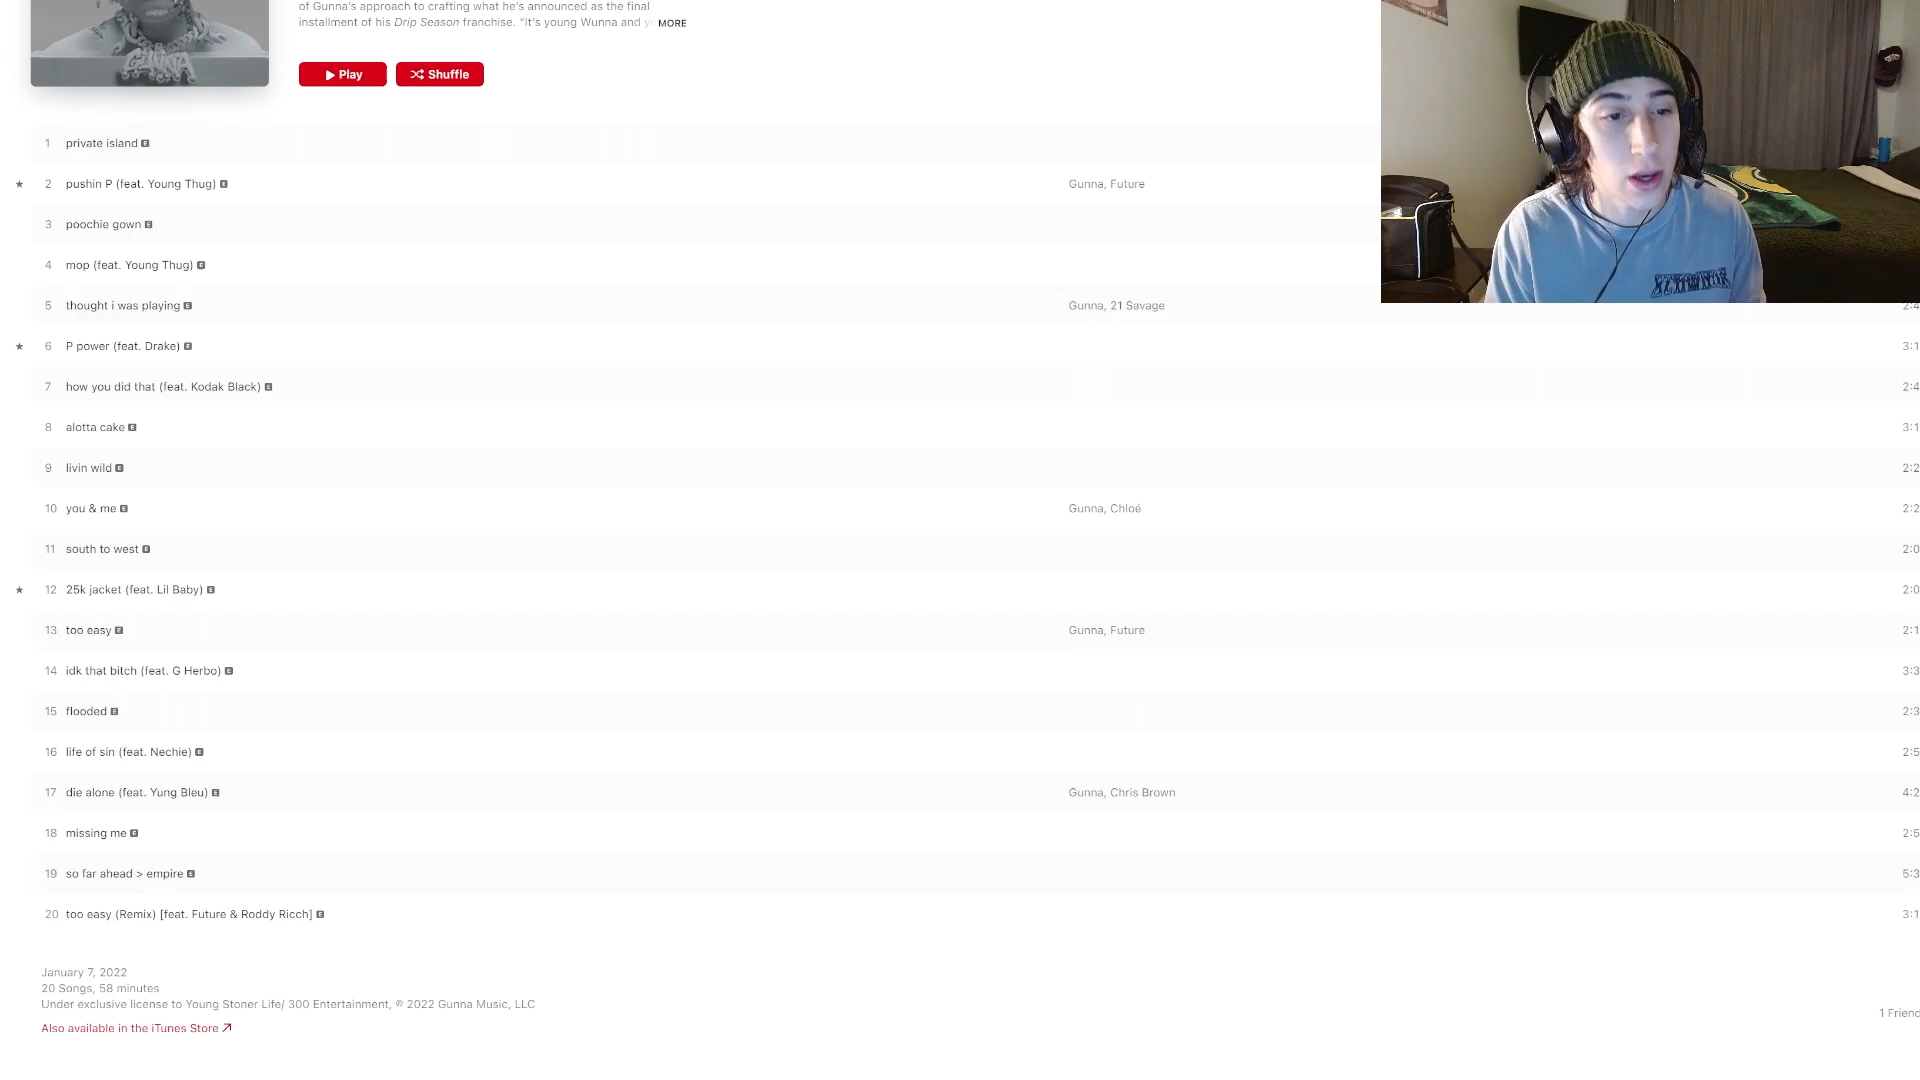 of Gunna's approach to crafting what he's announced as the final
installment of his Drip Season franchise. "It's young Wunna and yo MORE
GUNNA
Play
Shuffle
1 private island E
★ 2 pushin P (feat. Young Thug) E Gunna, Future
3 poochie gown E
4 mop (feat. Young Thug) E
5 thought i was playing E Gunna, 21 Savage 2:4
★ 6 P power (feat. Drake) E 3:1
7 how you did that (feat. Kodak Black) E 2:4
8 alotta cake E 3:1
9 livin wild E 2:2
10 you & me E Gunna, Chloé 2:2
11 south to west E 2:0
★ 12 25k jacket (feat. Lil Baby) E 2:0
13 too easy E Gunna, Future 2:1
14 idk that bitch (feat. G Herbo) E 3:3
15 flooded E 2:3
16 life of sin (feat. Nechie) E 2:5
17 die alone (feat. Yung Bleu) E Gunna, Chris Brown 4:2
18 missing me E 2:5
19 so far ahead > empire E 5:3
20 too easy (Remix) [feat. Future & Roddy Ricch] E 3:1
January 7, 2022
20 Songs, 58 minutes
Under exclusive license to Young Stoner Life/ 300 Entertainment, ℗ 2022 Gunna Music, LLC
Also available in the iTunes Store
1 Friend